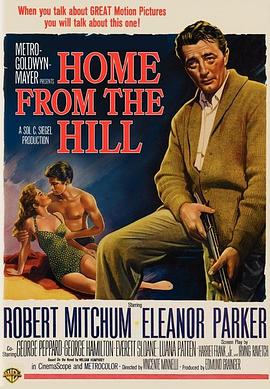 When you talk about GREAT Motion Pictures
you will talk about this one!
METRO-
GOLDWYN-
MAYER
PRESENTS
HOME
FROM THE
HILL
A SOL C. SIEGEL
PRODUCTION
Starring
ROBERT MITCHUM · ELEANOR PARKER
Co-Starring GEORGE PEPPARD · GEORGE HAMILTON · EVERETT SLOANE · LUANA PATTEN
Screen Play by HARRIET FRANK, Jr. and IRVING RAVETCH
Based On the Novel by WILLIAM HUMPHREY
in CinemaScope and METROCOLOR · Directed by VINCENTE MINNELLI · Produced by EDMUND GRAINGER
WB